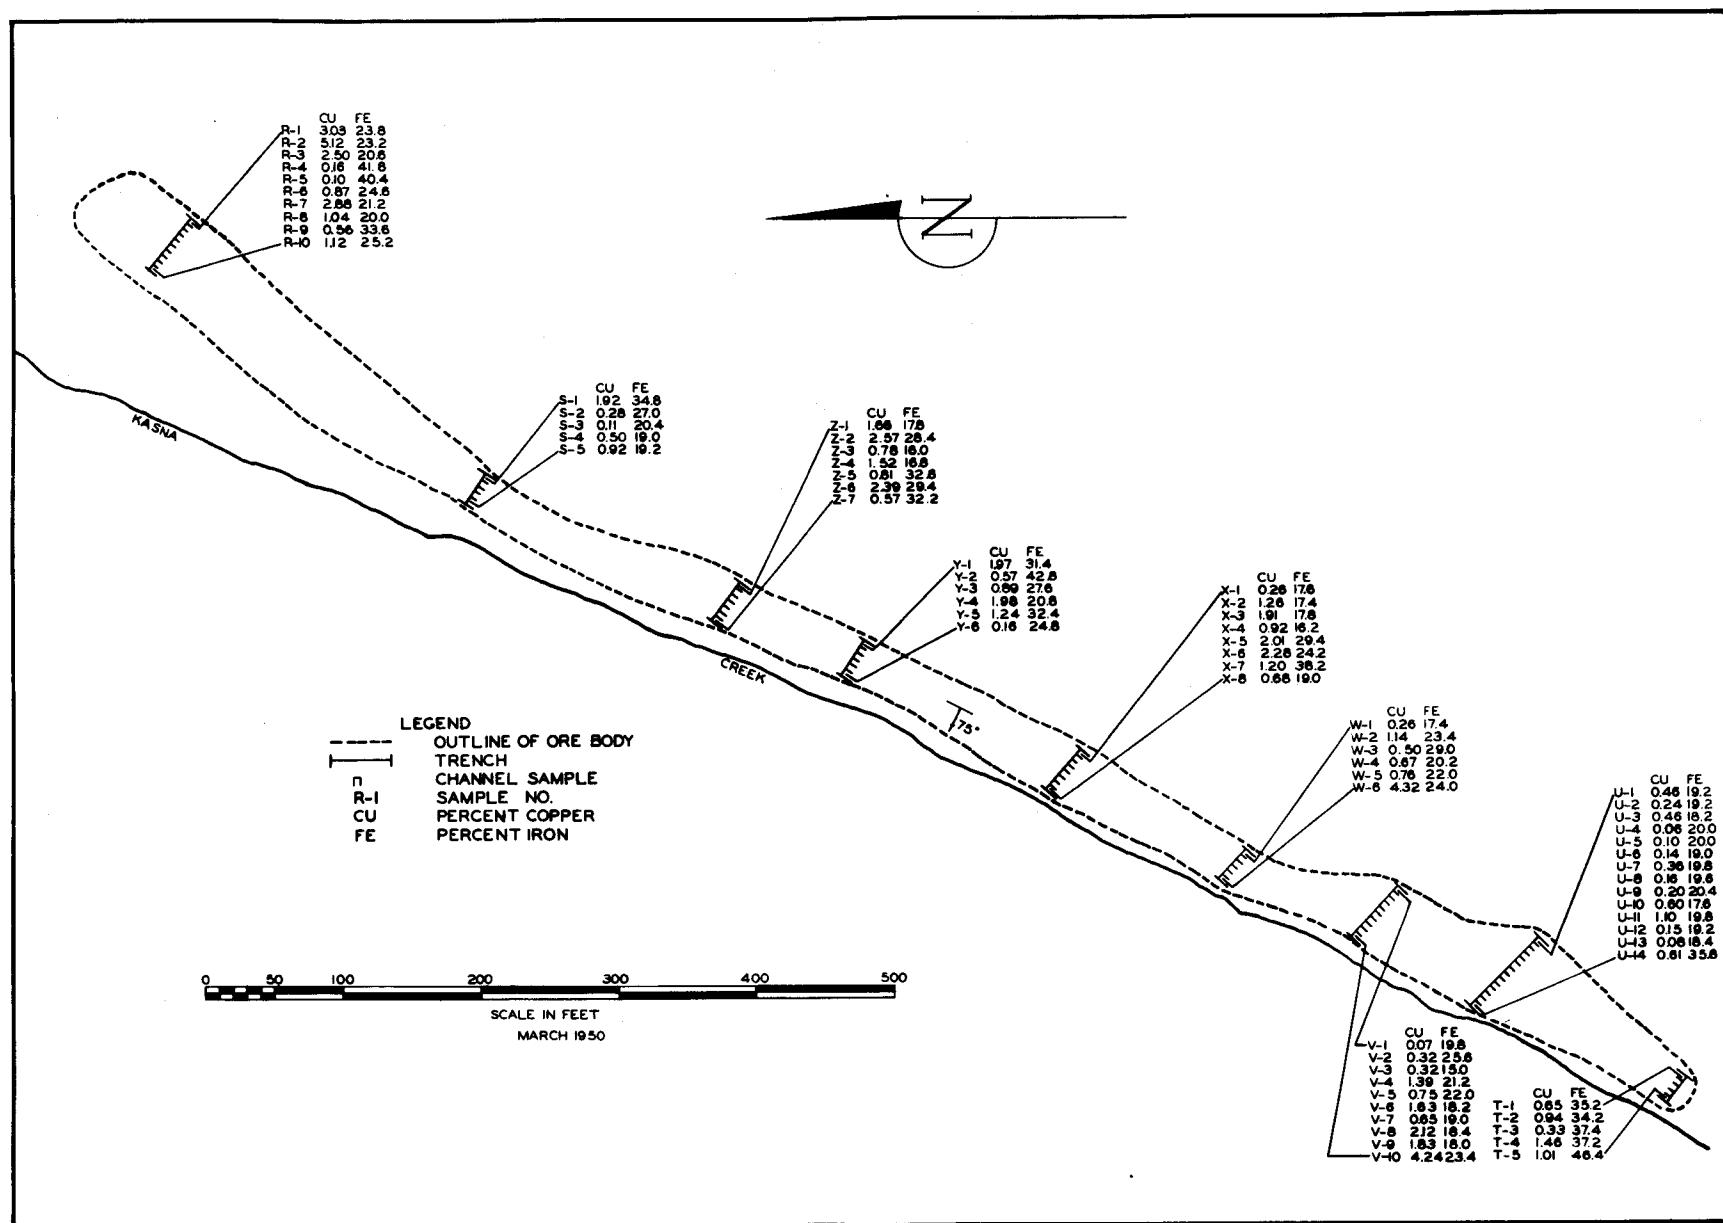 CU FE
R-1 3.03 23.8
R-2 5.12 23.2
R-3 2.50 20.6
R-4 0.16 41.8
R-5 0.10 40.4
R-6 0.87 24.6
R-7 2.88 21.2
R-8 1.04 20.0
R-9 0.56 33.6
R-10 1.12 25.2
N
KASNA
CU FE
S-1 1.92 34.8
S-2 0.28 27.0
S-3 0.11 20.4
S-4 0.50 19.0
S-5 0.92 19.2
CU FE
Z-1 1.66 17.8
Z-2 2.57 28.4
Z-3 0.78 16.0
Z-4 1.52 16.8
Z-5 0.81 32.8
Z-6 2.39 29.4
Z-7 0.57 32.2
CU FE
Y-1 1.97 31.4
Y-2 0.57 42.8
Y-3 0.89 27.6
Y-4 1.98 20.8
Y-5 1.24 32.4
Y-6 0.16 24.8
CU FE
X-1 0.26 17.6
X-2 1.26 17.4
X-3 1.91 17.8
X-4 0.92 16.2
X-5 2.01 29.4
X-6 2.28 24.2
X-7 1.20 38.2
X-8 0.68 19.0
CREEK
75°
CU FE
W-1 0.26 17.4
W-2 1.14 23.4
W-3 0.50 29.0
W-4 0.67 20.2
W-5 0.76 22.0
W-6 4.32 24.0
CU FE
U-1 0.46 19.2
U-2 0.24 19.2
U-3 0.46 18.2
U-4 0.06 20.0
U-5 0.10 20.0
U-6 0.14 19.0
U-7 0.36 19.8
U-8 0.16 19.6
U-9 0.20 20.4
U-10 0.60 17.6
U-11 1.10 19.8
U-12 0.15 19.2
U-13 0.08 18.4
U-14 0.61 35.8
LEGEND
OUTLINE OF ORE BODY
TRENCH
CHANNEL SAMPLE
R-1 SAMPLE NO.
CU PERCENT COPPER
FE PERCENT IRON
0 50 100 200 300 400 500
SCALE IN FEET
MARCH 1950
CU FE
V-1 0.07 19.8
V-2 0.32 25.6
V-3 0.32 15.0
V-4 1.39 21.2
V-5 0.75 22.0
V-6 1.63 18.2
V-7 0.65 19.0
V-8 2.12 18.4
V-9 1.83 18.0
V-10 4.24 23.4
CU FE
T-1 0.65 35.2
T-2 0.94 34.2
T-3 0.33 37.4
T-4 1.46 37.2
T-5 1.01 46.4